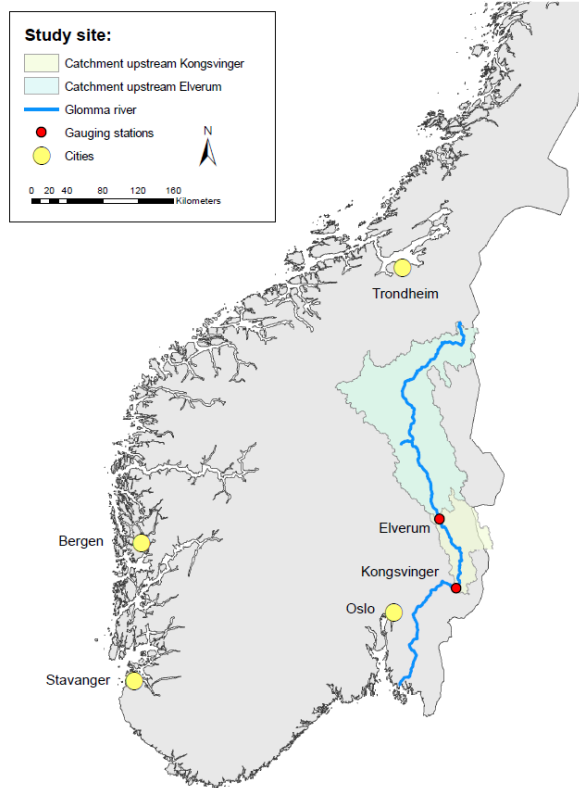 Study site:
Catchment upstream Kongsvinger
Catchment upstream Elverum
Glomma river
Gauging stations
Cities
N
0 20 40 80 120 160
Kilometers
Trondheim
Elverum
Bergen
Kongsvinger
Oslo
Stavanger